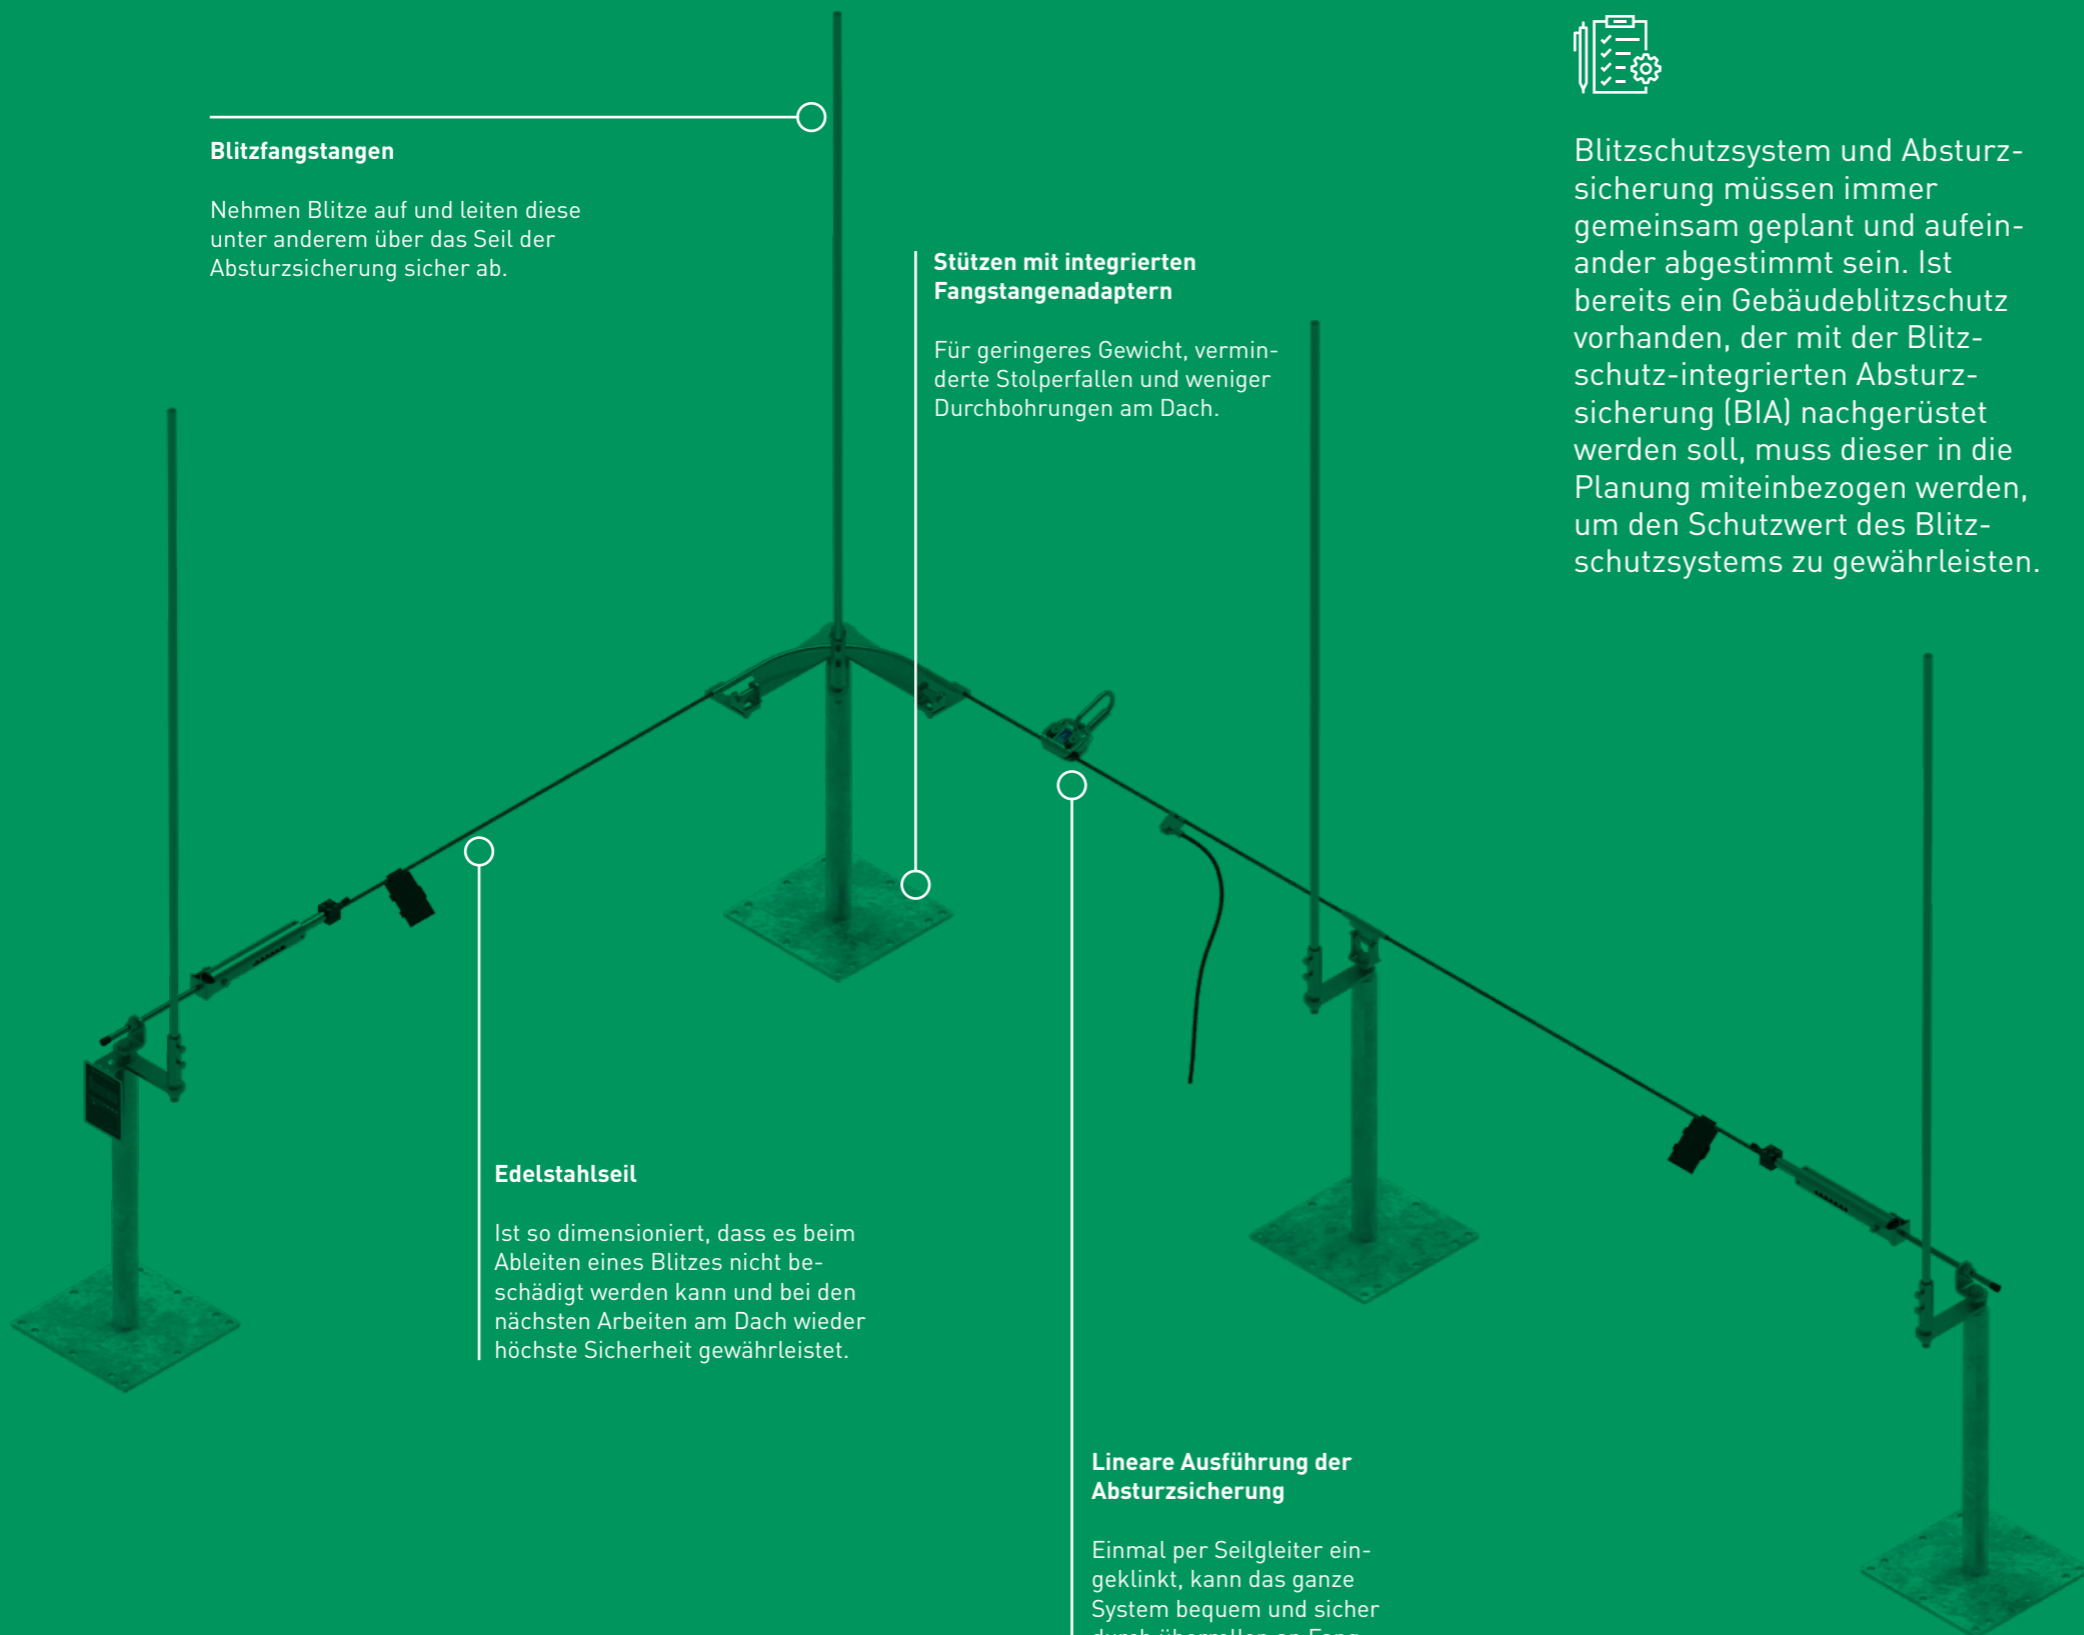 Blitzfangstangen
Nehmen Blitze auf und leiten diese
unter anderem über das Seil der
Absturzsicherung sicher ab.
Stützen mit integrierten
Fangstangenadaptern
Für geringeres Gewicht, vermin-
derte Stolperfallen und weniger
Durchbohrungen am Dach.
Blitzschutzsystem und Absturz-
sicherung müssen immer
gemeinsam geplant und aufein-
ander abgestimmt sein. Ist
bereits ein Gebäudeblitzschutz
vorhanden, der mit der Blitz-
schutz-integrierten Absturz-
sicherung (BIA) nachgerüstet
werden soll, muss dieser in die
Planung miteinbezogen werden,
um den Schutzwert des Blitz-
schutzsystems zu gewährleisten.
Edelstahlseil
Ist so dimensioniert, dass es beim
Ableiten eines Blitzes nicht be-
schädigt werden kann und bei den
nächsten Arbeiten am Dach wieder
höchste Sicherheit gewährleistet.
Lineare Ausführung der
Absturzsicherung
Einmal per Seilgleiter ein-
geklinkt, kann das ganze
System bequem und sicher